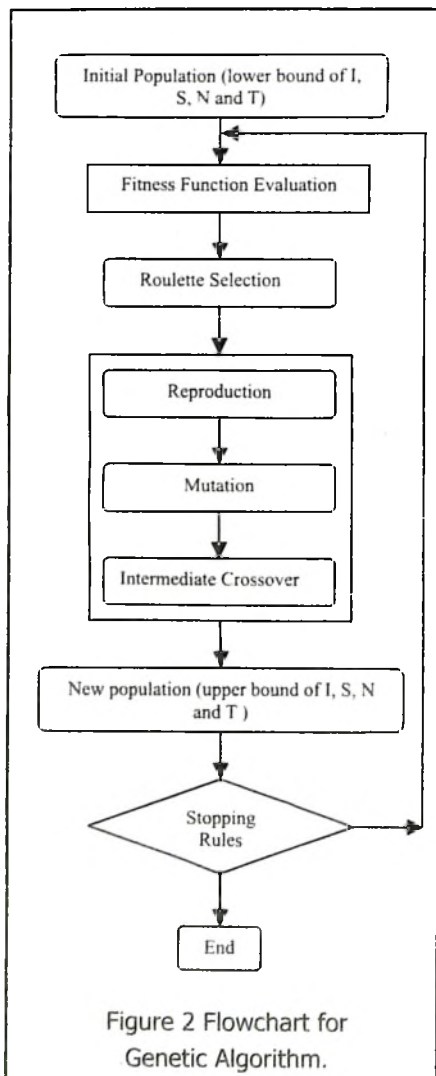 Initial Population (lower bound of I,
S, N and T)
Fitness Function Evaluation
Roulette Selection
Reproduction
Mutation
Intermediate Crossover
New population (upper bound of I, S, N
and T )
Stopping
Rules
End
Figure 2 Flowchart for
Genetic Algorithm.